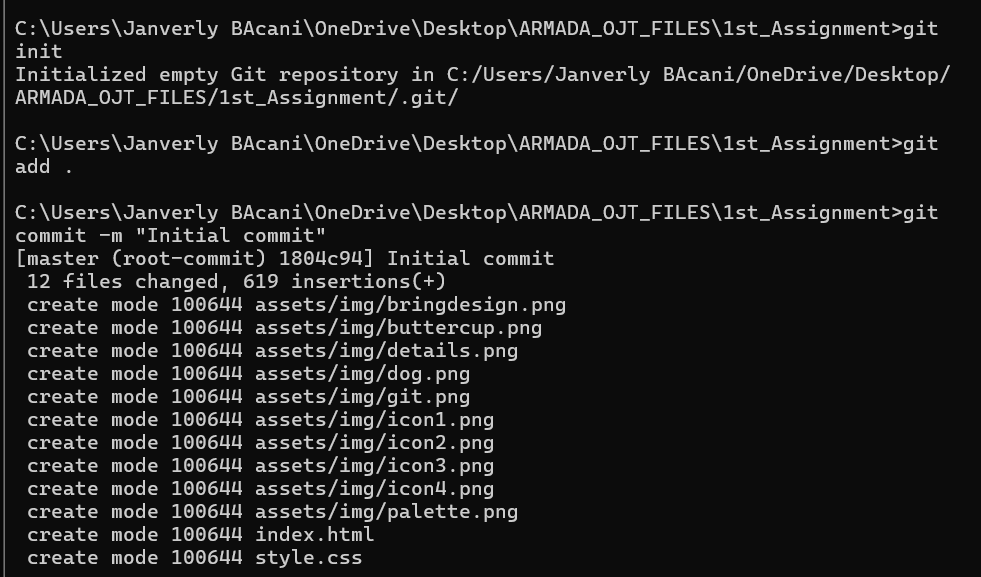 C:\Users\Janverly BAcani\OneDrive\Desktop\ARMADA_OJT_FILES\1st_Assignment>git
init
Initialized empty Git repository in C:/Users/Janverly BAcani/OneDrive/Desktop/
ARMADA_OJT_FILES/1st_Assignment/.git/
C:\Users\Janverly BAcani\OneDrive\Desktop\ARMADA_OJT_FILES\1st_Assignment>git
add .
C:\Users\Janverly BAcani\OneDrive\Desktop\ARMADA_OJT_FILES\1st_Assignment>git
commit -m "Initial commit"
[master (root-commit) 1804c94] Initial commit
 12 files changed, 619 insertions(+)
 create mode 100644 assets/img/bringdesign.png
 create mode 100644 assets/img/buttercup.png
 create mode 100644 assets/img/details.png
 create mode 100644 assets/img/dog.png
 create mode 100644 assets/img/git.png
 create mode 100644 assets/img/icon1.png
 create mode 100644 assets/img/icon2.png
 create mode 100644 assets/img/icon3.png
 create mode 100644 assets/img/icon4.png
 create mode 100644 assets/img/palette.png
 create mode 100644 index.html
 create mode 100644 style.css